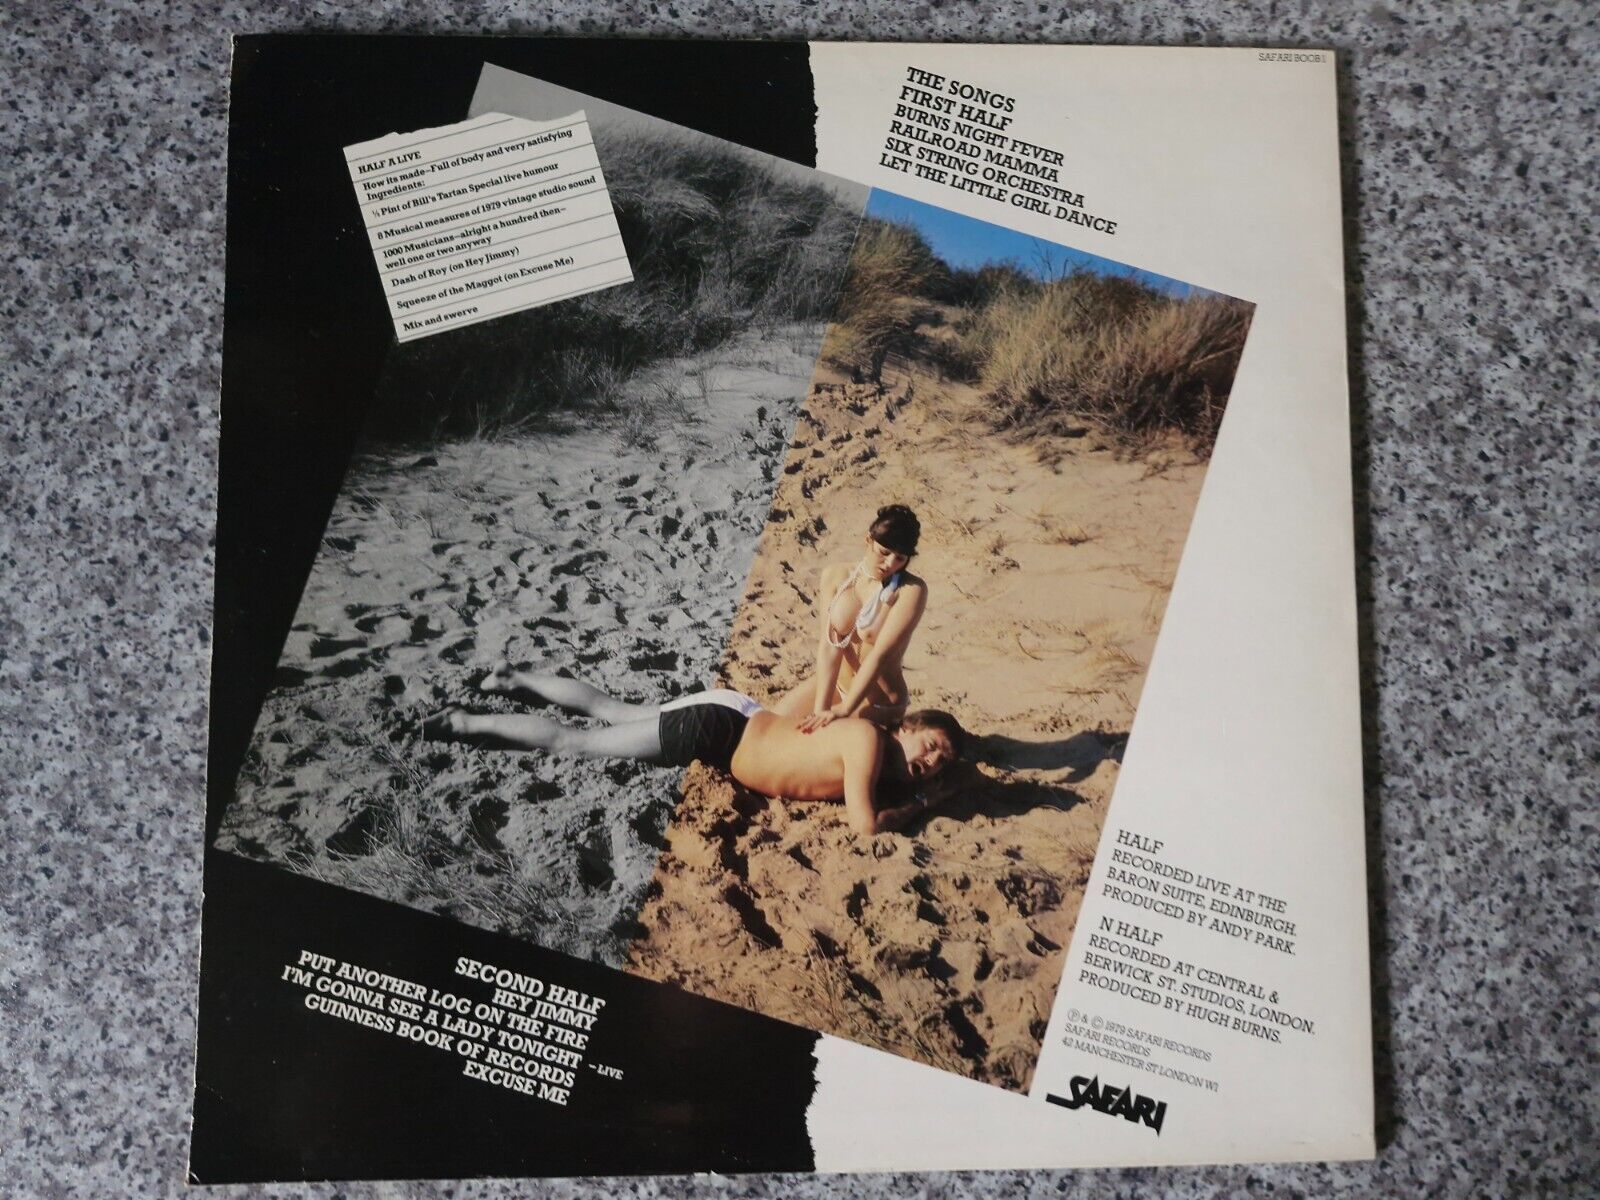 SAFARI BOOB 1
THE SONGS
FIRST HALF
BURNS NIGHT FEVER
RAILROAD MAMMA
SIX STRING ORCHESTRA
LET THE LITTLE GIRL DANCE
HALF A LIVE
How its made—Full of body and very satisfying
Ingredients:
½ Pint of Bill's Tartan Special live humour
8 Musical measures of 1979 vintage studio sound
1000 Musicians—alright a hundred then—
well one or two anyway
Dash of Roy (on Hey Jimmy)
Squeeze of the Maggot (on Excuse Me)
Mix and swerve
SECOND HALF
HEY JIMMY
PUT ANOTHER LOG ON THE FIRE
I'M GONNA SEE A LADY TONIGHT – LIVE
GUINNESS BOOK OF RECORDS
EXCUSE ME
HALF
RECORDED LIVE AT THE
BARON SUITE, EDINBURGH.
PRODUCED BY ANDY PARK.
N HALF
RECORDED AT CENTRAL &
BERWICK ST. STUDIOS, LONDON.
PRODUCED BY HUGH BURNS.
℗ & © 1979 SAFARI RECORDS
SAFARI RECORDS
42 MANCHESTER ST LONDON W1
SAFARI